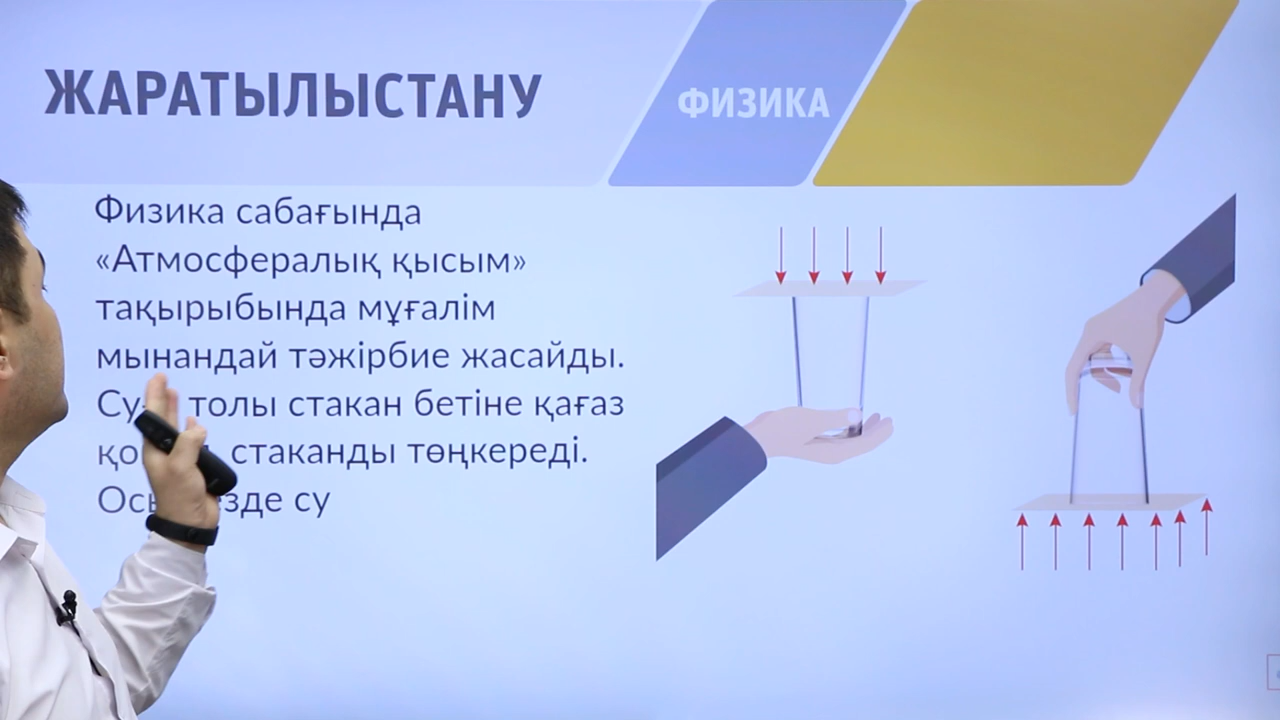 ЖАРАТЫЛЫСТАНУ
ФИЗИКА
Физика сабағында
«Атмосфералық қысым»
тақырыбында мұғалім
мынандай тәжірбие жасайды.
толы стакан бетіне қағаз
стаканды төңкереді.
су